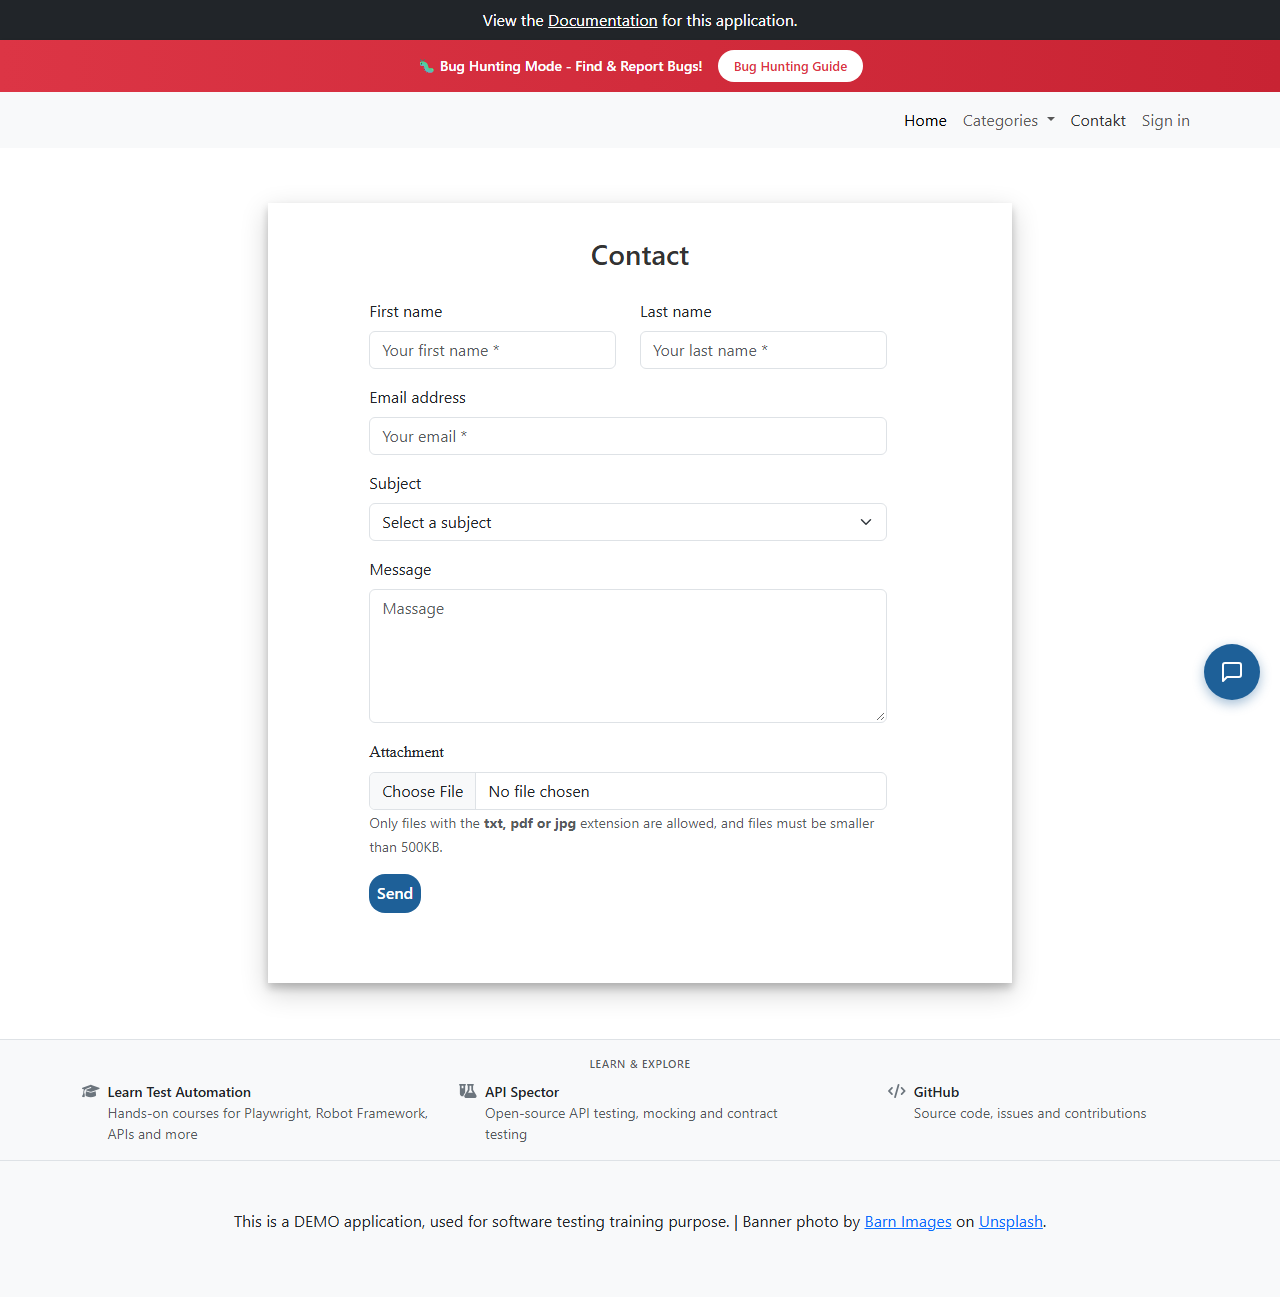 View the Documentation for this application.
Bug Hunting Mode - Find & Report Bugs! Bug Hunting Guide
Home Categories Contakt Sign in
Contact
First name Last name
Your first name * Your last name *
Email address
Your email *
Subject
Select a subject
Message
Massage
Attachment
Choose File No file chosen
Only files with the txt, pdf or jpg extension are allowed, and files must be smaller
than 500KB.
Send
LEARN & EXPLORE
Learn Test Automation
Hands-on courses for Playwright, Robot Framework,
APIs and more
API Spector
Open-source API testing, mocking and contract
testing
GitHub
Source code, issues and contributions
This is a DEMO application, used for software testing training purpose. | Banner photo by Barn Images on Unsplash.